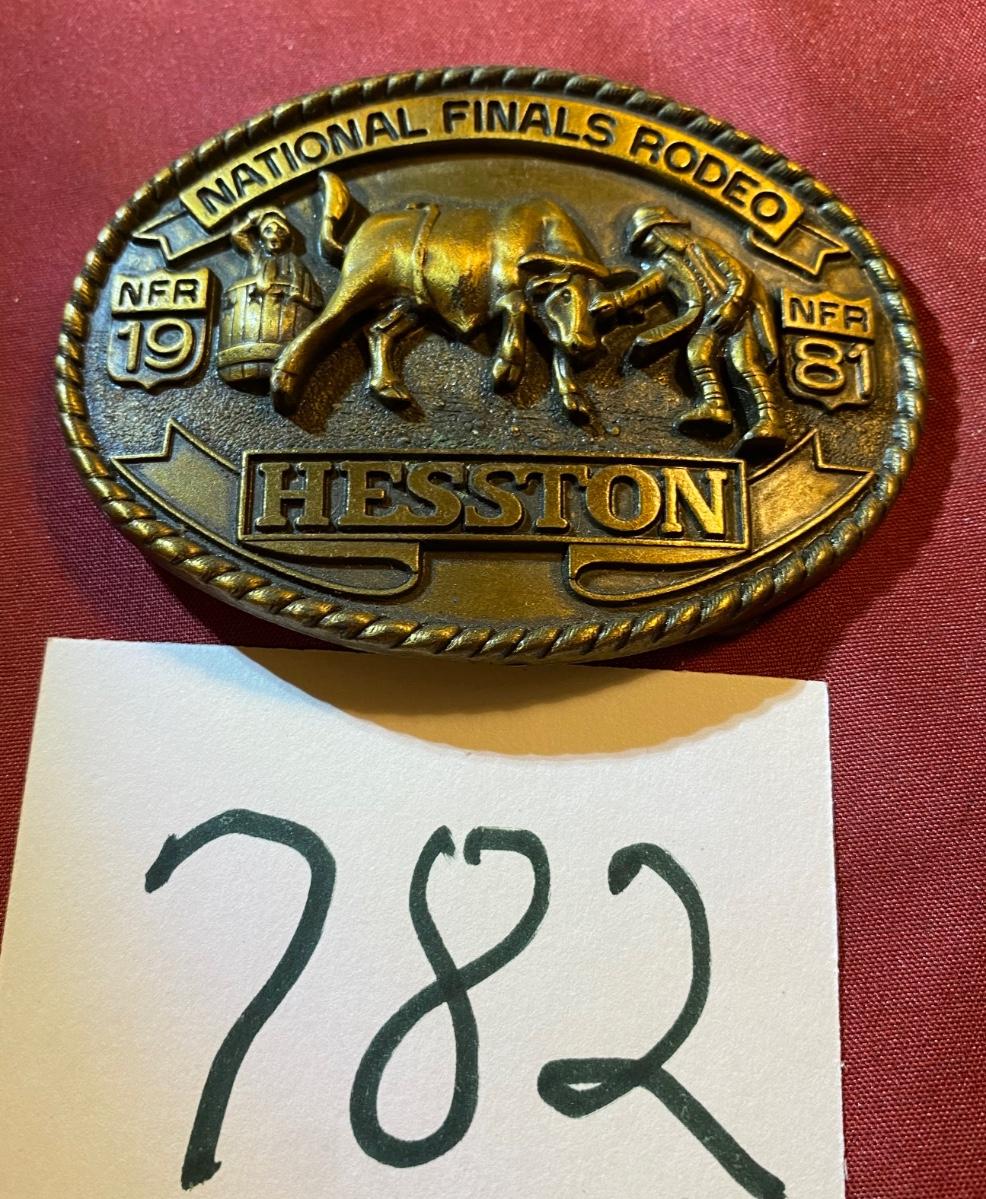 NATIONAL FINALS RODEO
NFR
19
NFR
81
HESSTON
782